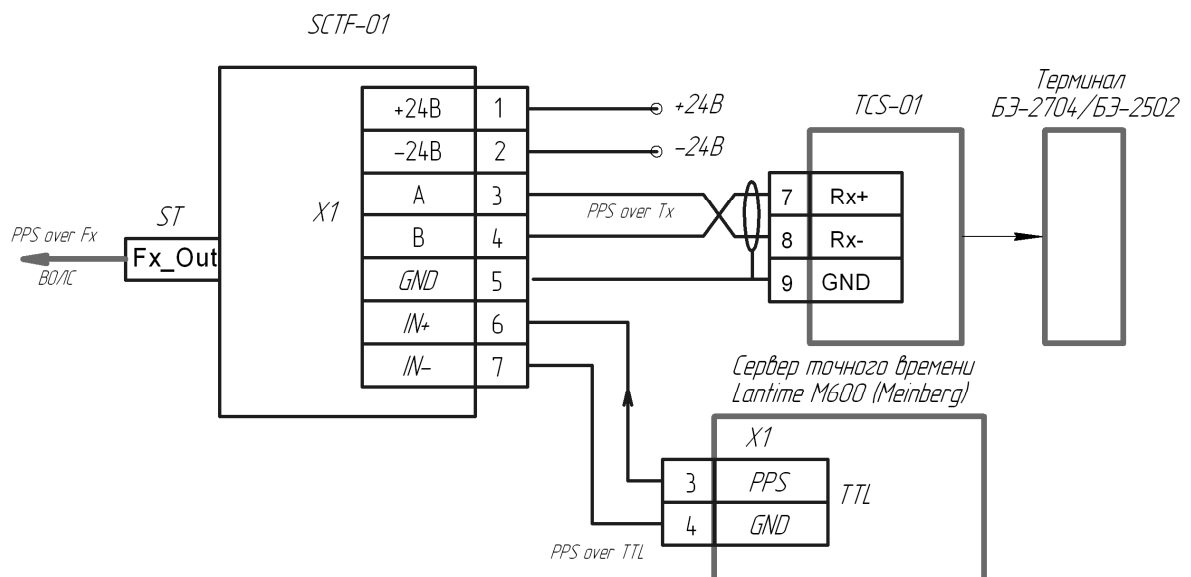 SCTF-01
+24В 1 +24В
-24В 2 -24В
A 3
B 4
GND 5
IN+ 6
IN- 7
X1
ST
PPS over Fx
Fx_Out
ВОЛС
PPS over Tx
TCS-01
7 Rx+
8 Rx-
9 GND
Терминал
БЭ-2704/БЭ-2502
Сервер точного времени
Lantime M600 (Meinberg)
X1
3 PPS
4 GND
TTL
PPS over TTL